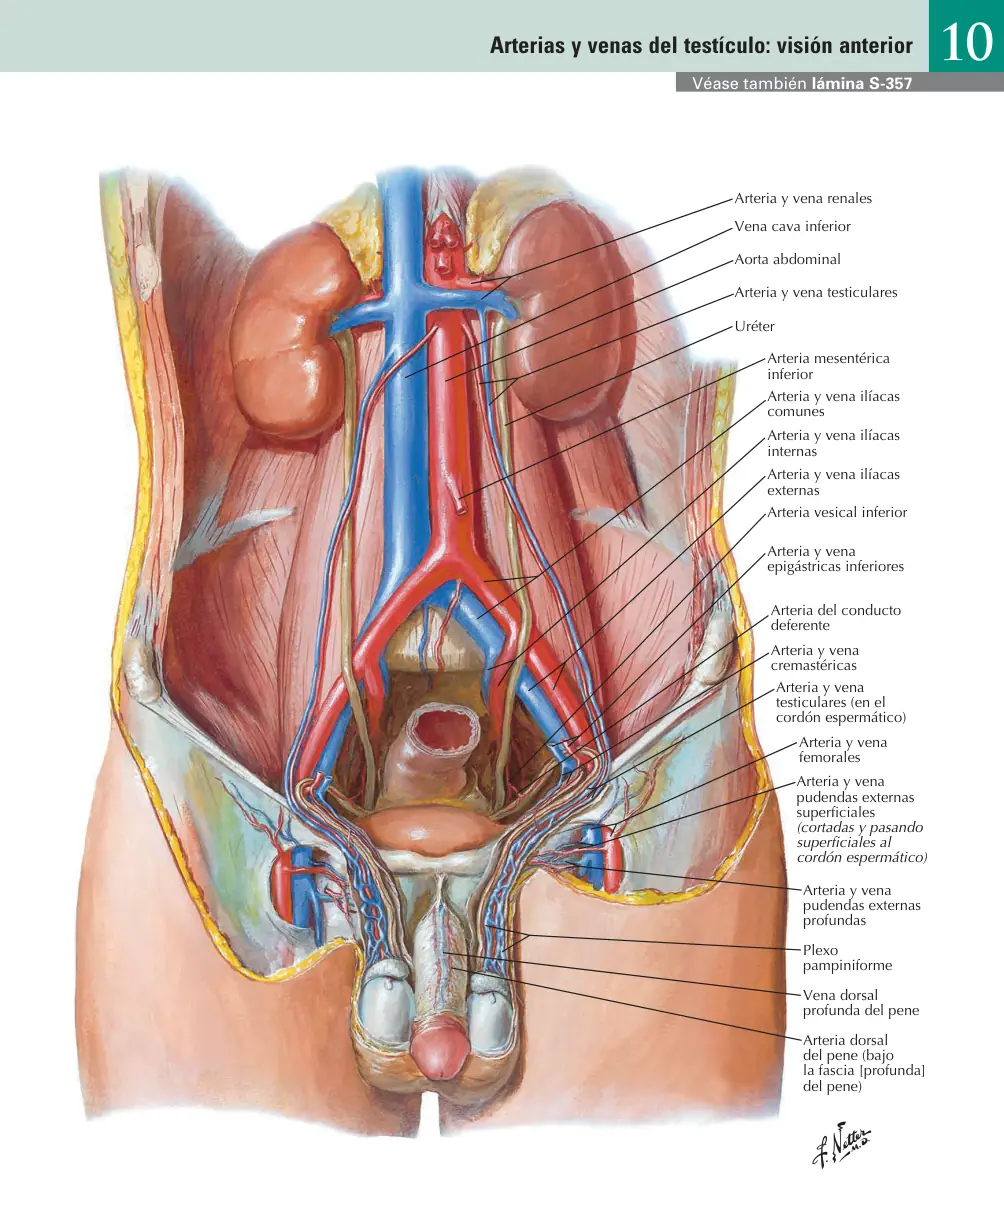 Arterias y venas del testículo: visión anterior
10
Véase también lámina S-357
Arteria y vena renales
Vena cava inferior
Aorta abdominal
Arteria y vena testiculares
Uréter
Arteria mesentérica
inferior
Arteria y vena ilíacas
comunes
Arteria y vena ilíacas
internas
Arteria y vena ilíacas
externas
Arteria vesical inferior
Arteria y vena
epigástricas inferiores
Arteria del conducto
deferente
Arteria y vena
cremastéricas
Arteria y vena
testiculares (en el
cordón espermático)
Arteria y vena
femorales
Arteria y vena
pudendas externas
superficiales
(cortadas y pasando
superficiales al
cordón espermático)
Arteria y vena
pudendas externas
profundas
Plexo
pampiniforme
Vena dorsal
profunda del pene
Arteria dorsal
del pene (bajo
la fascia [profunda]
del pene)
F. Netter
M.D.